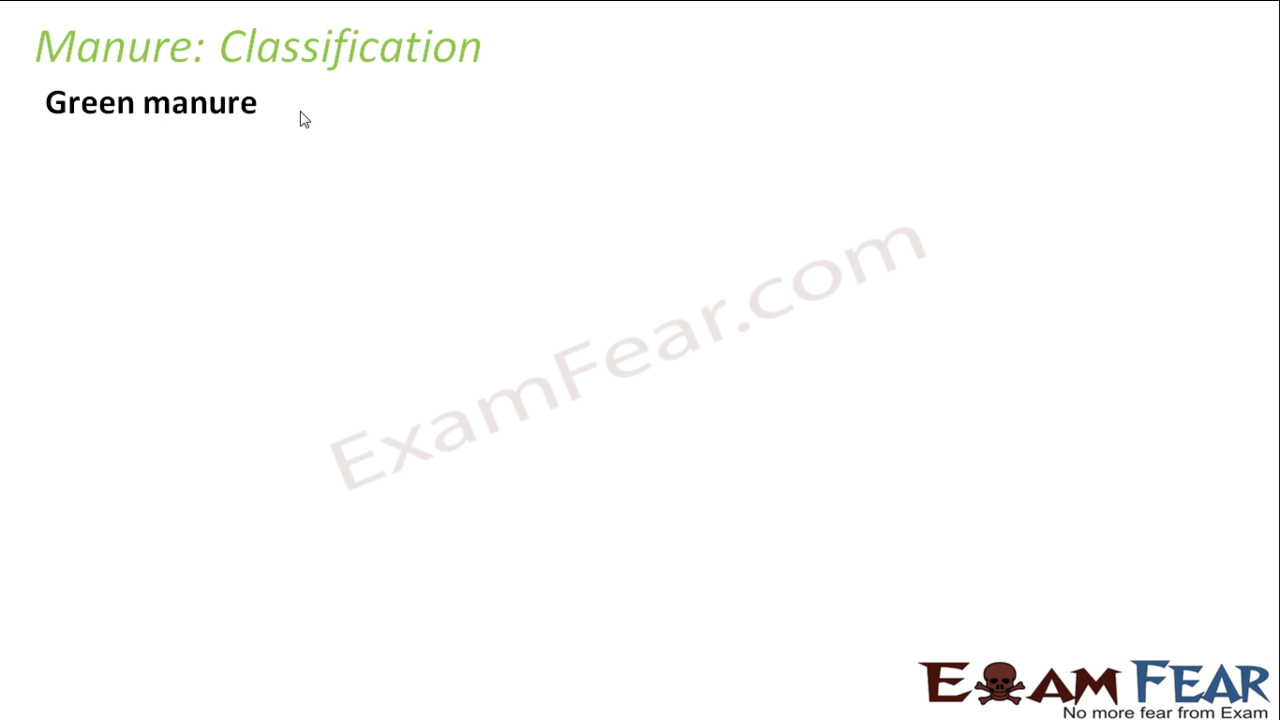 Manure: Classification
Green manure
ExamFear.com
EXAM FEAR
No more fear from Exam